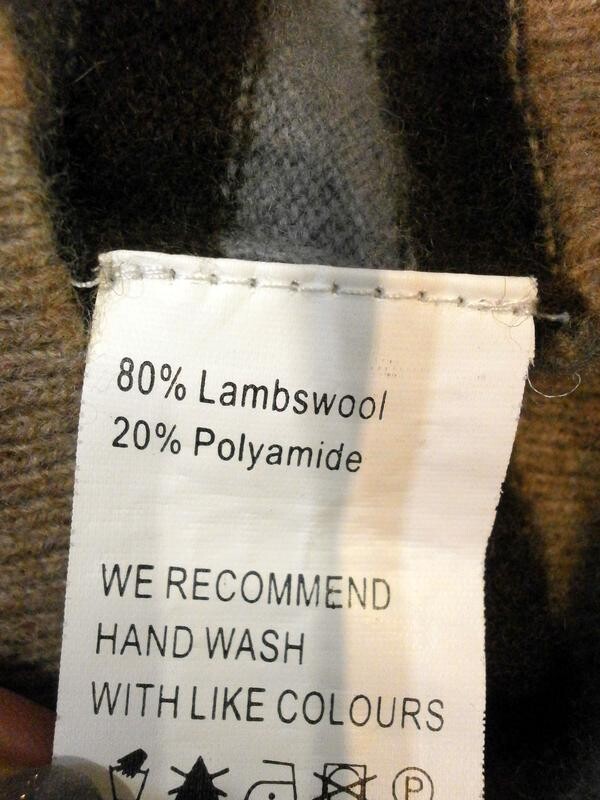 80% Lambswool
20% Polyamide
WE RECOMMEND
HAND WASH
WITH LIKE COLOURS
P